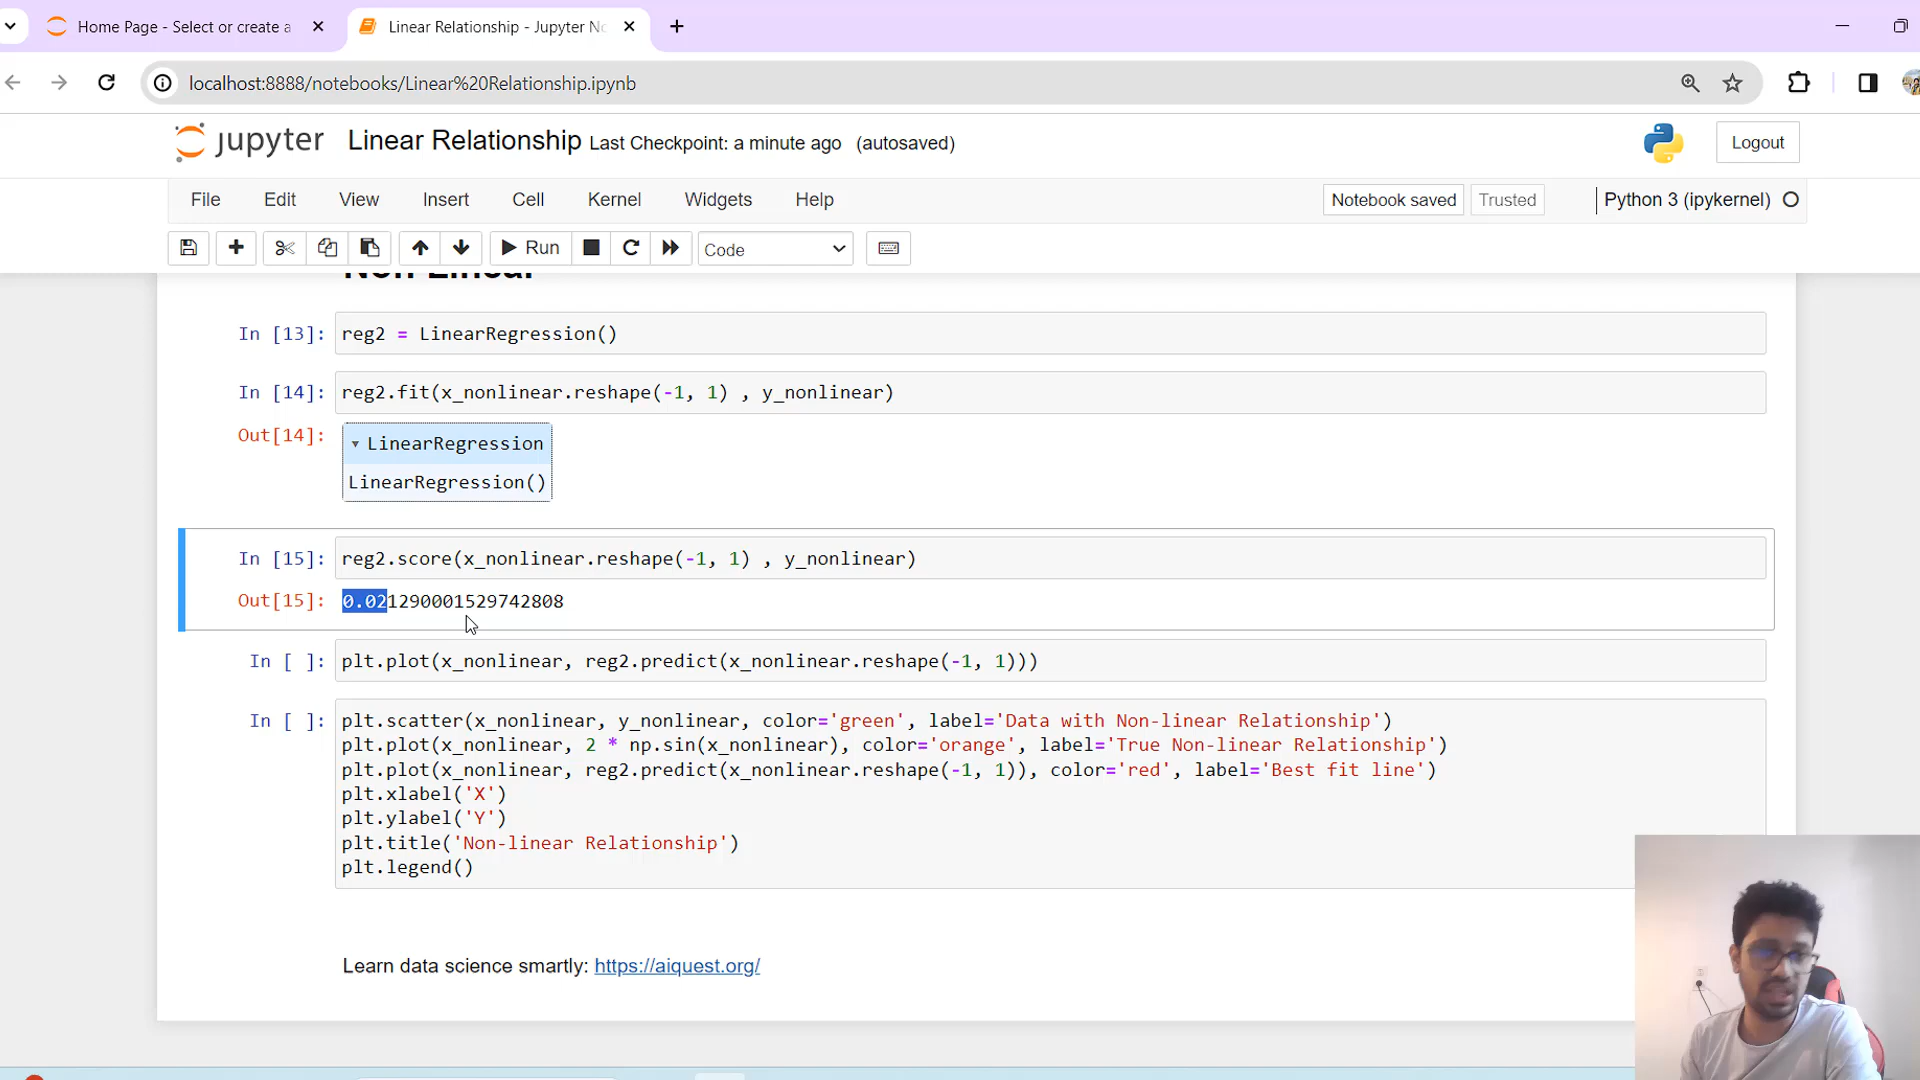 Home Page - Select or create a
Linear Relationship - Jupyter No
localhost:8888/notebooks/Linear%20Relationship.ipynb
jupyter Linear Relationship Last Checkpoint: a minute ago (autosaved)
Logout
File Edit View Insert Cell Kernel Widgets Help
Notebook saved Trusted Python 3 (ipykernel)
Run Code
Non Linear
In [13]: reg2 = LinearRegression()
In [14]: reg2.fit(x_nonlinear.reshape(-1, 1) , y_nonlinear)
Out[14]: LinearRegression
LinearRegression()
In [15]: reg2.score(x_nonlinear.reshape(-1, 1) , y_nonlinear)
Out[15]: 0.021290001529742808
In [ ]: plt.plot(x_nonlinear, reg2.predict(x_nonlinear.reshape(-1, 1)))
In [ ]: plt.scatter(x_nonlinear, y_nonlinear, color='green', label='Data with Non-linear Relationship')
plt.plot(x_nonlinear, 2 * np.sin(x_nonlinear), color='orange', label='True Non-linear Relationship')
plt.plot(x_nonlinear, reg2.predict(x_nonlinear.reshape(-1, 1)), color='red', label='Best fit line')
plt.xlabel('X')
plt.ylabel('Y')
plt.title('Non-linear Relationship')
plt.legend()
Learn data science smartly: https://aiquest.org/